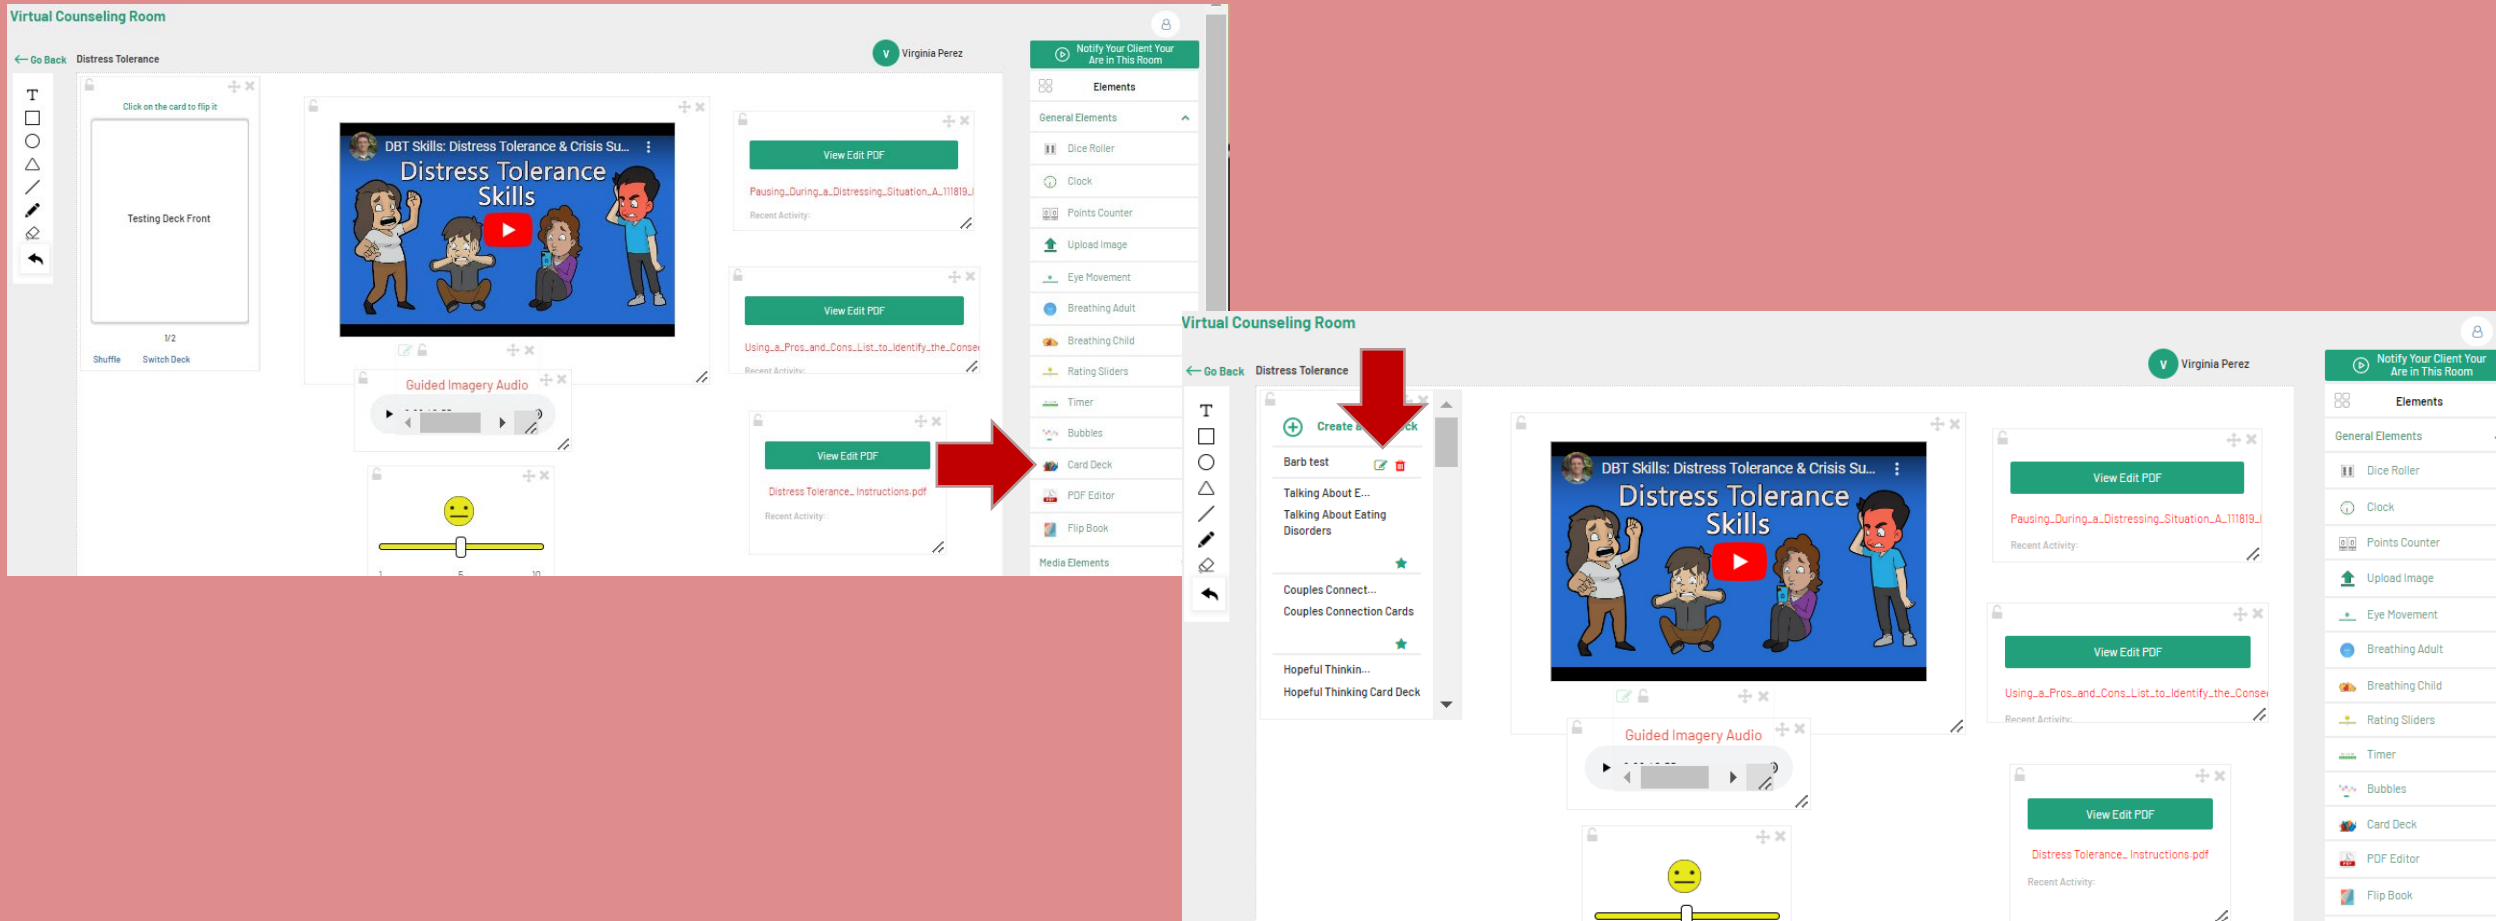 Virtual Counseling Room
Go Back
Distress Tolerance
V
Virginia Perez
Notify Your Client Your
Are in This Room
T
Click on the card to flip it
Testing Deck Front
1/2
Shuffle
Switch Deck
DBT Skills: Distress Tolerance & Crisis Su...
Distress Tolerance
Skills
Guided Imagery Audio
1
5
10
View Edit PDF
Pausing_During_a_Distressing_Situation_A_111819_
Recent Activity:
View Edit PDF
Using_a_Pros_and_Cons_List_to_Identify_the_Conse
Recent Activity:
View Edit PDF
Distress Tolerance_ Instructions.pdf
Recent Activity:
Elements
General Elements
Dice Roller
Clock
Points Counter
Upload Image
Eye Movement
Breathing Adult
Breathing Child
Rating Sliders
Timer
Bubbles
Card Deck
PDF Editor
Flip Book
Media Elements
Virtual Counseling Room
Go Back
Distress Tolerance
V
Virginia Perez
Notify Your Client Your
Are in This Room
T
Create a
ck
Barb test
Talking About E...
Talking About Eating
Disorders
Couples Connect...
Couples Connection Cards
Hopeful Thinkin...
Hopeful Thinking Card Deck
DBT Skills: Distress Tolerance & Crisis Su...
Distress Tolerance
Skills
Guided Imagery Audio
View Edit PDF
Pausing_During_a_Distressing_Situation_A_111819_
Recent Activity:
View Edit PDF
Using_a_Pros_and_Cons_List_to_Identify_the_Conse
Recent Activity:
View Edit PDF
Distress Tolerance_ Instructions.pdf
Recent Activity:
Elements
General Elements
Dice Roller
Clock
Points Counter
Upload Image
Eye Movement
Breathing Adult
Breathing Child
Rating Sliders
Timer
Bubbles
Card Deck
PDF Editor
Flip Book